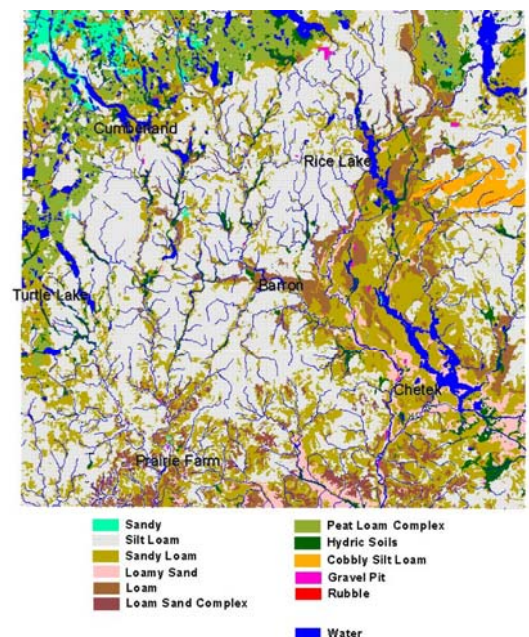 Cumberland
Rice Lake
Turtle Lake
Barron
Chetek
Prairie Farm
Sandy
Silt Loam
Sandy Loam
Loamy Sand
Loam
Loam Sand Complex
Peat Loam Complex
Hydric Soils
Cobbly Silt Loam
Gravel Pit
Rubble
Water